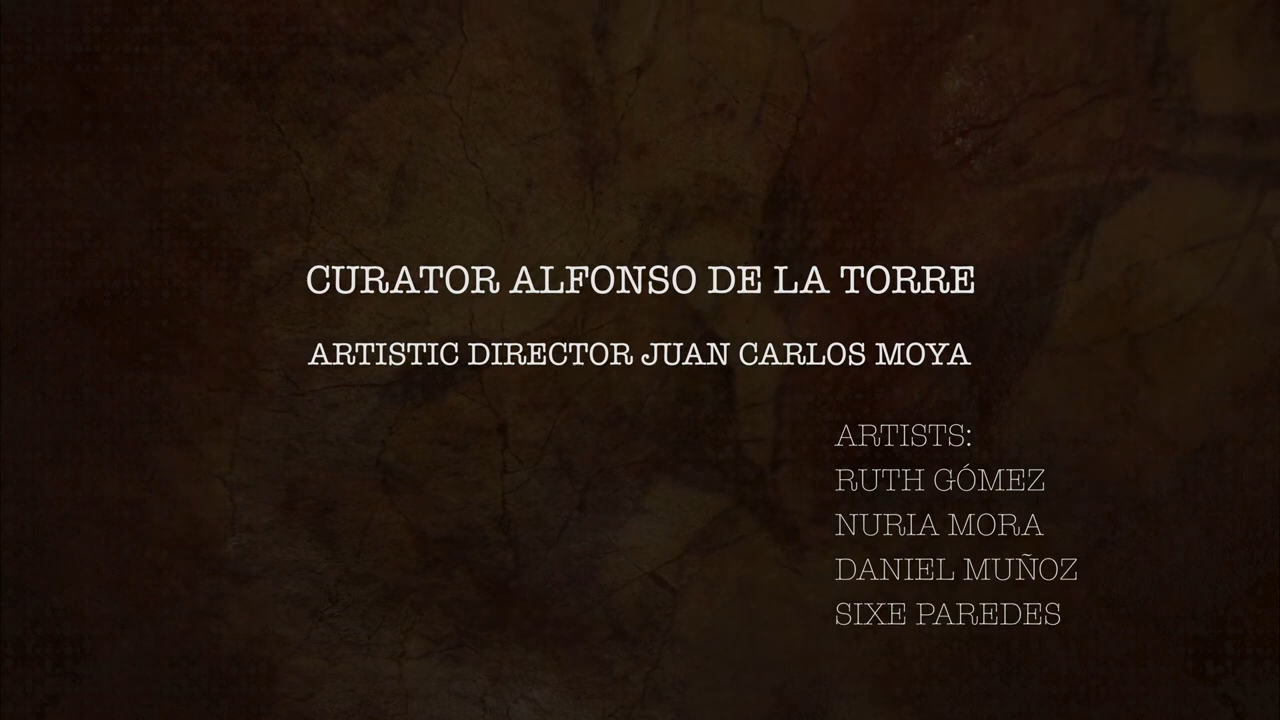 CURATOR ALFONSO DE LA TORRE
ARTISTIC DIRECTOR JUAN CARLOS MOYA
ARTISTS:
RUTH GÓMEZ
NURIA MORA
DANIEL MUÑOZ
SIXE PAREDES